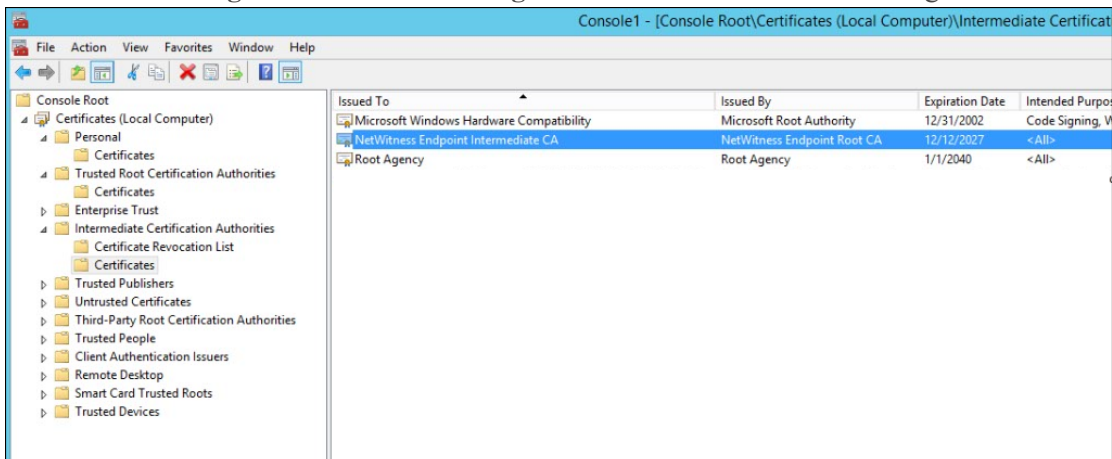 Console1 - [Console Root\Certificates (Local Computer)\Intermediate Certificat
File Action View Favorites Window Help
Console Root
Certificates (Local Computer)
Personal
Certificates
Trusted Root Certification Authorities
Certificates
Enterprise Trust
Intermediate Certification Authorities
Certificate Revocation List
Certificates
Trusted Publishers
Untrusted Certificates
Third-Party Root Certification Authorities
Trusted People
Client Authentication Issuers
Remote Desktop
Smart Card Trusted Roots
Trusted Devices
Issued To Issued By Expiration Date Intended Purpos
Microsoft Windows Hardware Compatibility Microsoft Root Authority 12/31/2002 Code Signing, W
NetWitness Endpoint Intermediate CA NetWitness Endpoint Root CA 12/12/2027 <All>
Root Agency Root Agency 1/1/2040 <All>